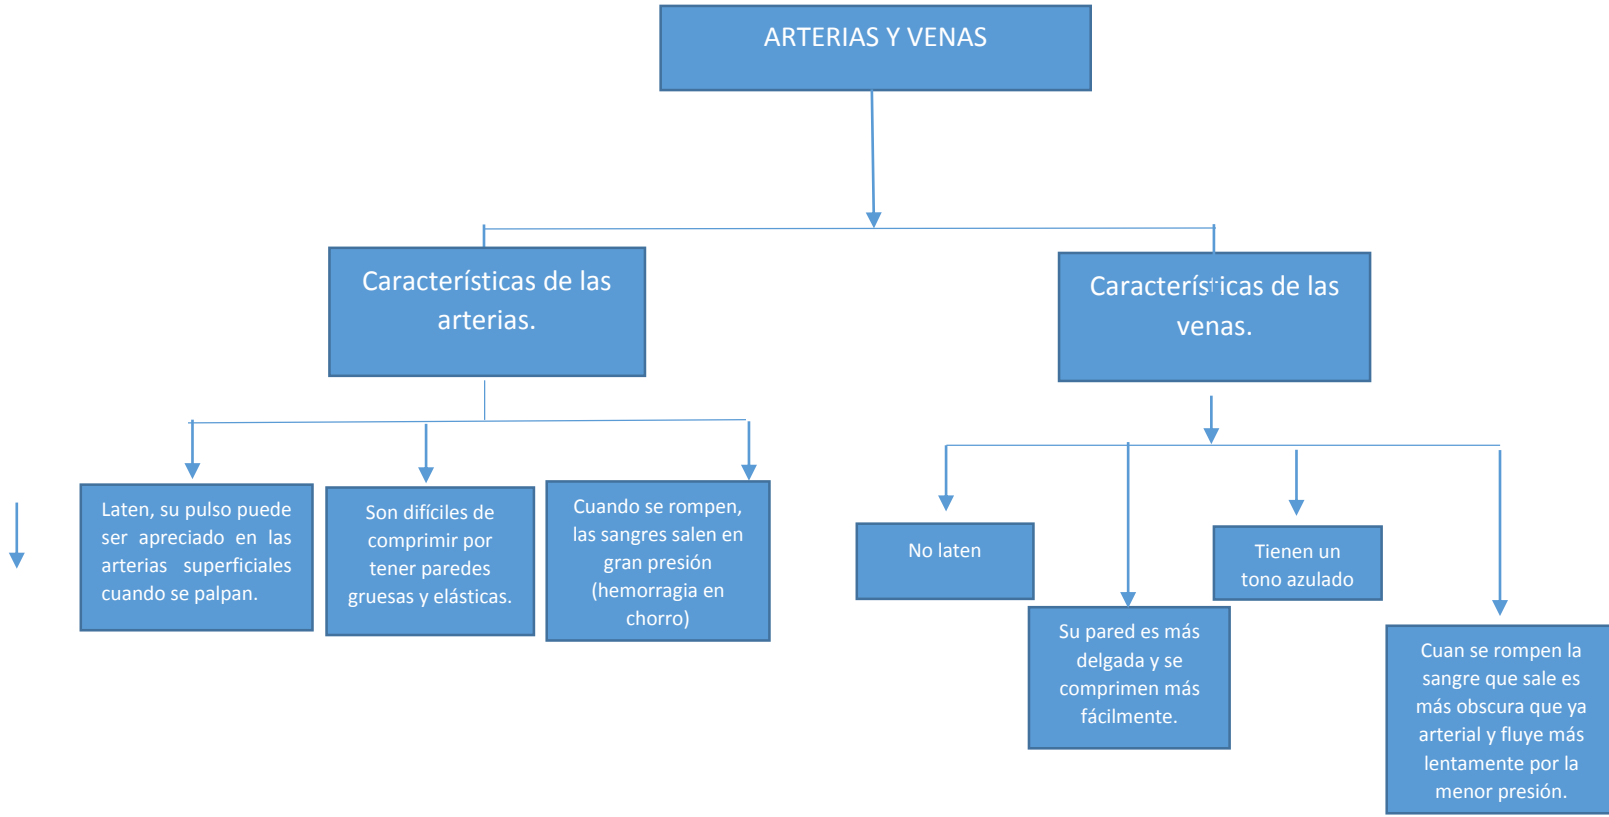 ARTERIAS Y VENAS
Características de las
arterias.
Características de las
venas.
Laten, su pulso puede
ser apreciado en las
arterias superficiales
cuando se palpan.
Son difíciles de
comprimir por
tener paredes
gruesas y elásticas.
Cuando se rompen,
las sangres salen en
gran presión
(hemorragia en
chorro)
No laten
Su pared es más
delgada y se
comprimen más
fácilmente.
Tienen un
tono azulado
Cuan se rompen la
sangre que sale es
más obscura que ya
arterial y fluye más
lentamente por la
menor presión.